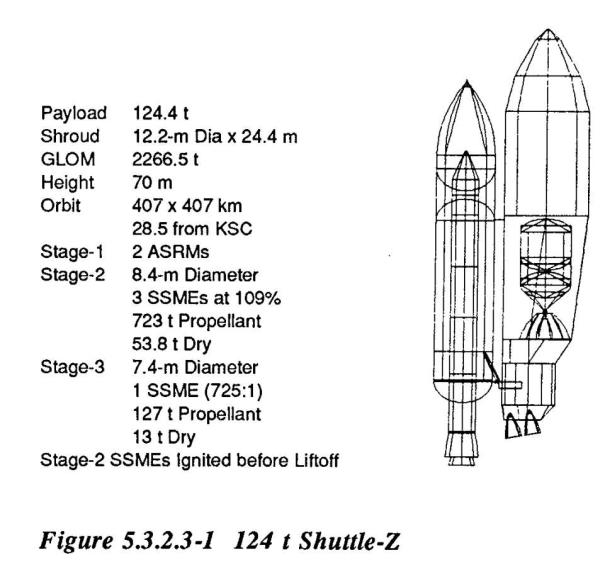 Payload 124.4 t
Shroud 12.2-m Dia x 24.4 m
GLOM 2266.5 t
Height 70 m
Orbit 407 x 407 km
28.5 from KSC
Stage-1 2 ASRMs
Stage-2 8.4-m Diameter
3 SSMEs at 109%
723 t Propellant
53.8 t Dry
Stage-3 7.4-m Diameter
1 SSME (725:1)
127 t Propellant
13 t Dry
Stage-2 SSMEs Ignited before Liftoff
Figure 5.3.2.3-1 124 t Shuttle-Z